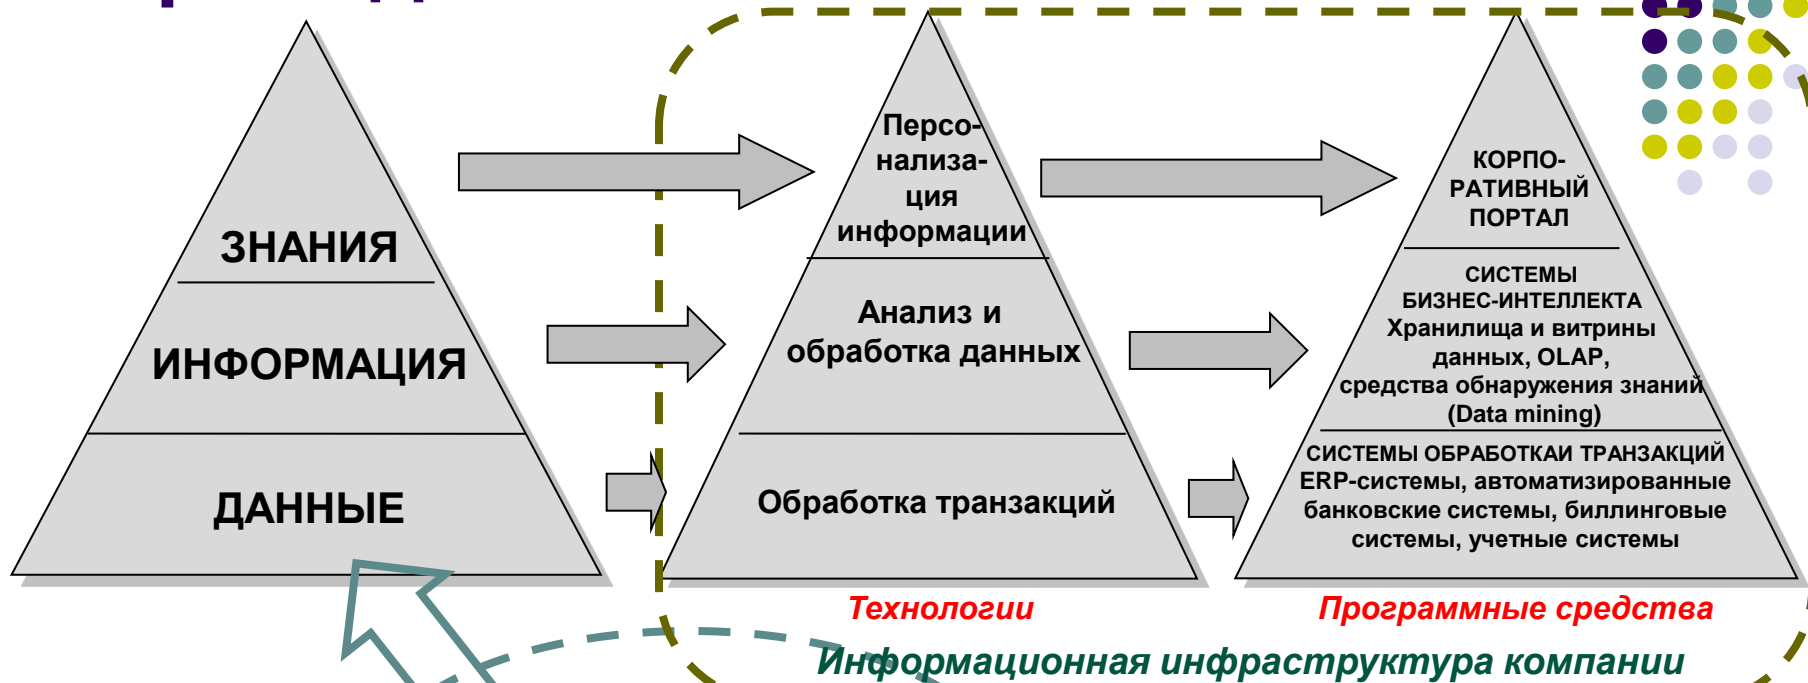 ЗНАНИЯ
ИНФОРМАЦИЯ
ДАННЫЕ
Персо-
нализа-
ция
информации
Анализ и
обработка данных
Обработка транзакций
КОРПО-
РАТИВНЫЙ
ПОРТАЛ
СИСТЕМЫ
БИЗНЕС-ИНТЕЛЛЕКТА
Хранилища и витрины
данных, OLAP,
средства обнаружения знаний
(Data mining)
СИСТЕМЫ ОБРАБОТКАИ ТРАНЗАКЦИЙ
ERP-системы, автоматизированные
банковские системы, биллинговые
системы, учетные системы
Технологии
Программные средства
Информационная инфраструктура компании